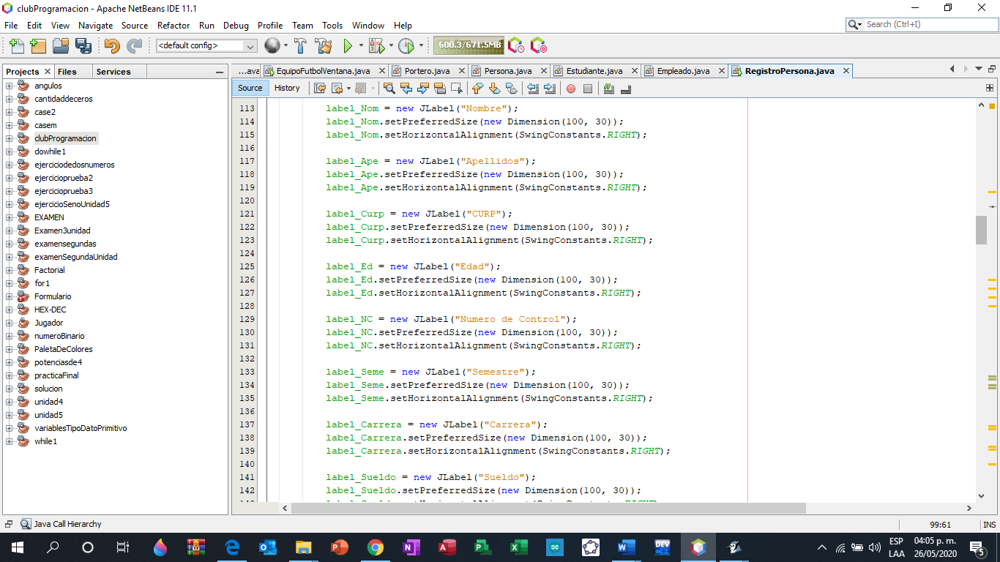 clubProgramacion - Apache NetBeans IDE 11.1
File Edit View Navigate Source Refactor Run Debug Profile Team Tools Window Help
Search (Ctrl+I)
<default config>
600.3/671.5MB
Projects Files Services
...ava EquipoFutbolVentana.java Portero.java Persona.java Estudiante.java Empleado.java RegistroPersona.java
Source History
angulos
cantidaddeceros
case2
casem
clubProgramacion
dowhile1
ejerciciodedosnumeros
ejercicioprueba2
ejercicioprueba3
ejercicioSenoUnidad5
EXAMEN
Examen3unidad
examensegundas
examenSegundaUnidad
Factorial
for1
Formulario
HEX-DEC
Jugador
numeroBinario
PaletaDeColores
potenciasde4
practicaFinal
solucion
unidad4
unidad5
variablesTipoDatoPrimitivo
while1
113 label_Nom = new JLabel("Nombre");
114 label_Nom.setPreferredSize(new Dimension(100, 30));
115 label_Nom.setHorizontalAlignment(SwingConstants.RIGHT);
116
117 label_Ape = new JLabel("Apellidos");
118 label_Ape.setPreferredSize(new Dimension(100, 30));
119 label_Ape.setHorizontalAlignment(SwingConstants.RIGHT);
120
121 label_Curp = new JLabel("CURP");
122 label_Curp.setPreferredSize(new Dimension(100, 30));
123 label_Curp.setHorizontalAlignment(SwingConstants.RIGHT);
124
125 label_Ed = new JLabel("Edad");
126 label_Ed.setPreferredSize(new Dimension(100, 30));
127 label_Ed.setHorizontalAlignment(SwingConstants.RIGHT);
128
129 label_NC = new JLabel("Numero de Control");
130 label_NC.setPreferredSize(new Dimension(100, 30));
131 label_NC.setHorizontalAlignment(SwingConstants.RIGHT);
132
133 label_Seme = new JLabel("Semestre");
134 label_Seme.setPreferredSize(new Dimension(100, 30));
135 label_Seme.setHorizontalAlignment(SwingConstants.RIGHT);
136
137 label_Carrera = new JLabel("Carrera");
138 label_Carrera.setPreferredSize(new Dimension(100, 30));
139 label_Carrera.setHorizontalAlignment(SwingConstants.RIGHT);
140
141 label_Sueldo = new JLabel("Sueldo");
142 label_Sueldo.setPreferredSize(new Dimension(100, 30));
Java Call Hierarchy
99:61 INS
ESP 04:05 p. m.
LAA 26/05/2020
5